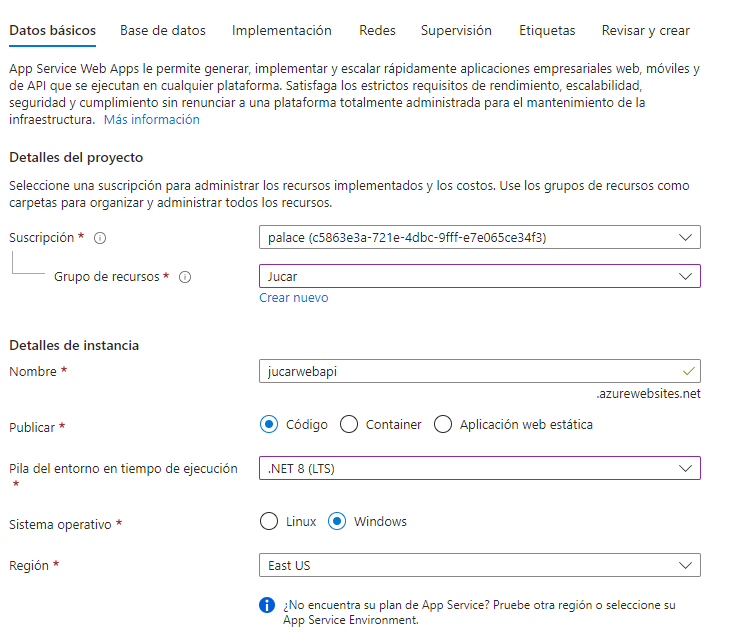 Datos básicos Base de datos Implementación Redes Supervisión Etiquetas Revisar y crear
App Service Web Apps le permite generar, implementar y escalar rápidamente aplicaciones empresariales web, móviles y
de API que se ejecutan en cualquier plataforma. Satisfaga los estrictos requisitos de rendimiento, escalabilidad,
seguridad y cumplimiento sin renunciar a una plataforma totalmente administrada para el mantenimiento de la
infraestructura. Más información
Detalles del proyecto
Seleccione una suscripción para administrar los recursos implementados y los costos. Use los grupos de recursos como
carpetas para organizar y administrar todos los recursos.
Suscripción * palace (c5863e3a-721e-4dbc-9fff-e7e065ce34f3)
Grupo de recursos * Jucar
Crear nuevo
Detalles de instancia
Nombre * jucarwebapi
.azurewebsites.net
Publicar * Código Container Aplicación web estática
Pila del entorno en tiempo de ejecución .NET 8 (LTS)
*
Sistema operativo * Linux Windows
Región * East US
¿No encuentra su plan de App Service? Pruebe otra región o seleccione su
App Service Environment.